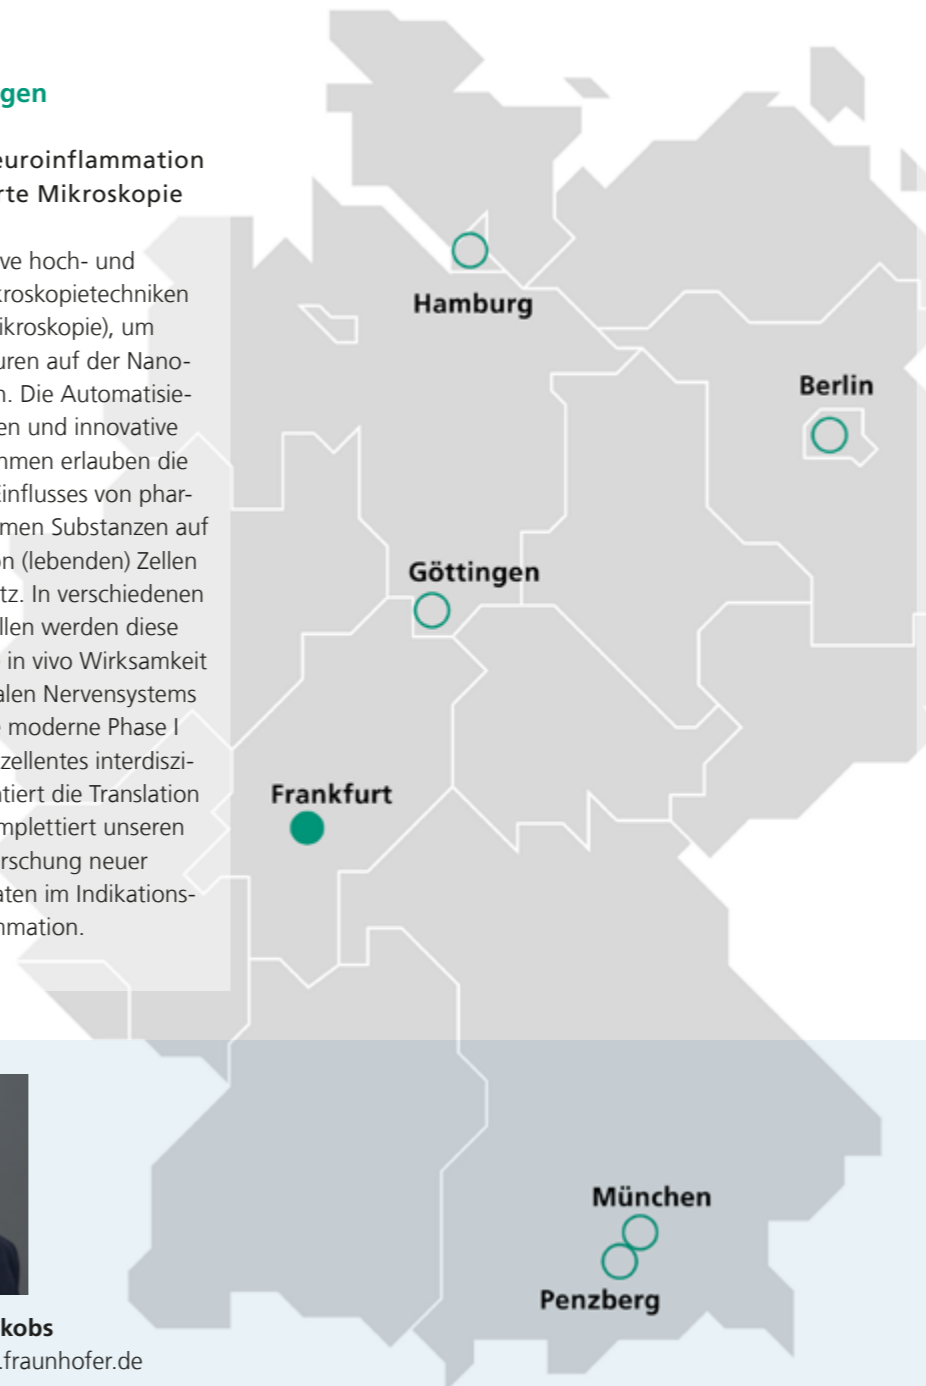 gen
euroinflammation
rte Mikroskopie
ve hoch- und
kroskopietechniken
ikroskopie), um
uren auf der Nano-
n. Die Automatisie-
en und innovative
hmen erlauben die
Einflusses von phar-
men Substanzen auf
on (lebenden) Zellen
tz. In verschiedenen
llen werden diese
in vivo Wirksamkeit
alen Nervensystems
e moderne Phase I
zellentes interdiszi-
ntiert die Translation
mplettiert unseren
rschung neuer
aten im Indikations-
nmation.
kobs
.fraunhofer.de
Hamburg
Berlin
Göttingen
Frankfurt
München
Penzberg